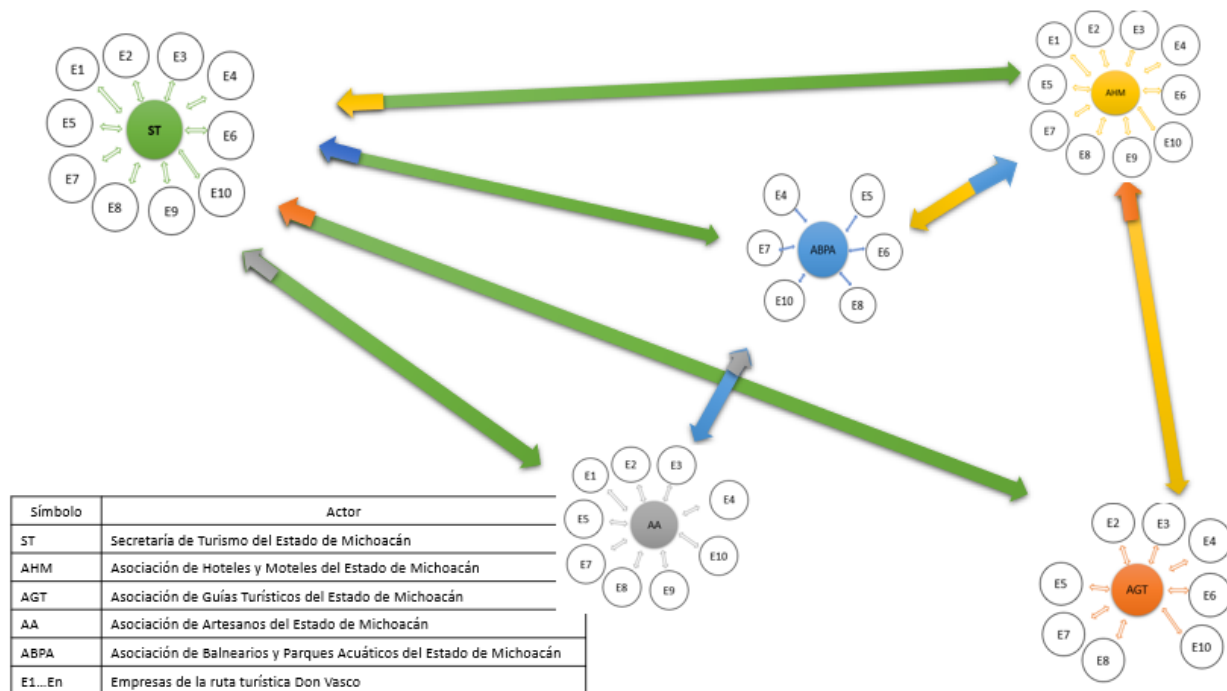 E1
E2
E3
E4
E5
ST
E6
E7
E8
E9
E10
E1
E2
E3
E4
E5
AHM
E6
E7
E8
E9
E10
E4
E5
E7
ABPA
E6
E10
E8
E1
E2
E3
E4
E5
AA
E7
E8
E9
E10
E2
E3
E4
E5
AGT
E6
E7
E8
E10
Símbolo Actor
ST Secretaría de Turismo del Estado de Michoacán
AHM Asociación de Hoteles y Moteles del Estado de Michoacán
AGT Asociación de Guías Turísticos del Estado de Michoacán
AA Asociación de Artesanos del Estado de Michoacán
ABPA Asociación de Balnearios y Parques Acuáticos del Estado de Michoacán
E1...En Empresas de la ruta turística Don Vasco